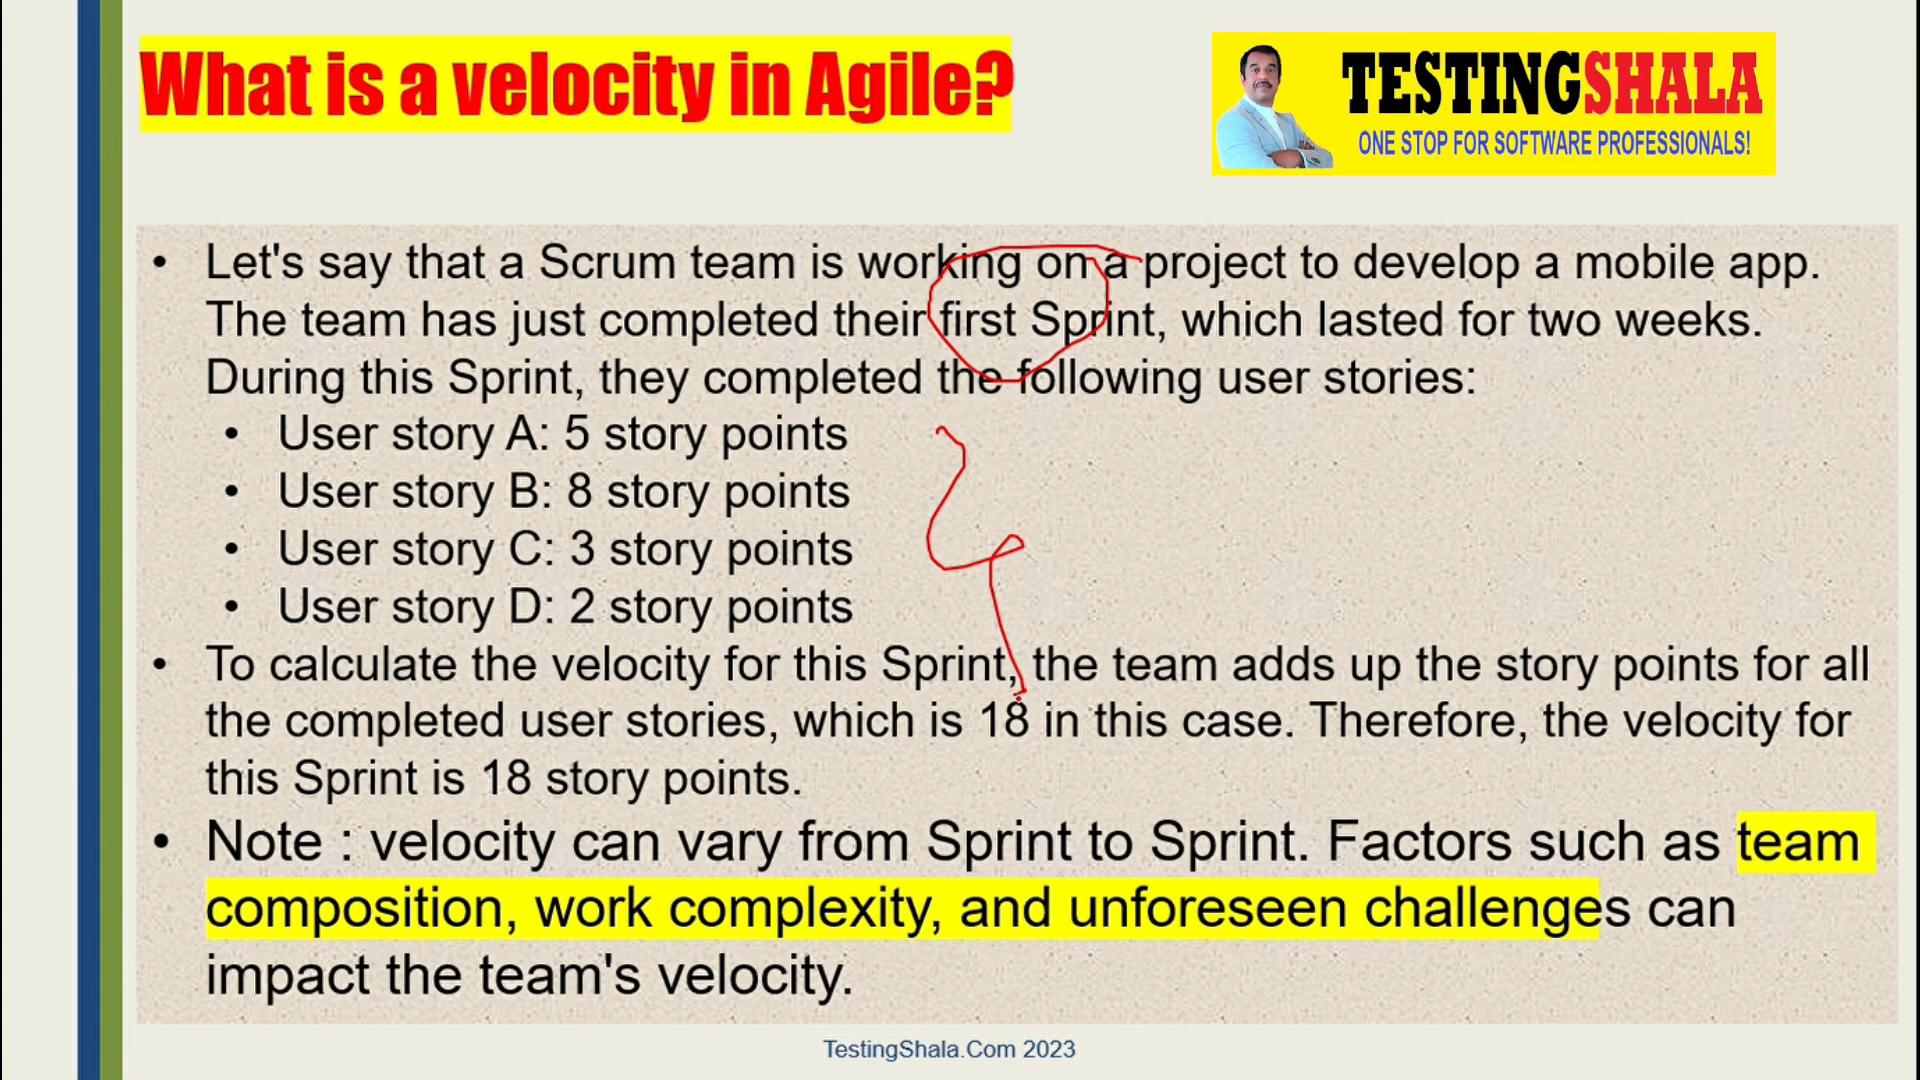 What is a velocity in Agile?
TESTINGSHALA
ONE STOP FOR SOFTWARE PROFESSIONALS!
• Let's say that a Scrum team is working on a project to develop a mobile app.
The team has just completed their first Sprint, which lasted for two weeks.
During this Sprint, they completed the following user stories:
• User story A: 5 story points
• User story B: 8 story points
• User story C: 3 story points
• User story D: 2 story points
• To calculate the velocity for this Sprint, the team adds up the story points for all
the completed user stories, which is 18 in this case. Therefore, the velocity for
this Sprint is 18 story points.
• Note : velocity can vary from Sprint to Sprint. Factors such as team
composition, work complexity, and unforeseen challenges can
impact the team's velocity.
TestingShala.Com 2023